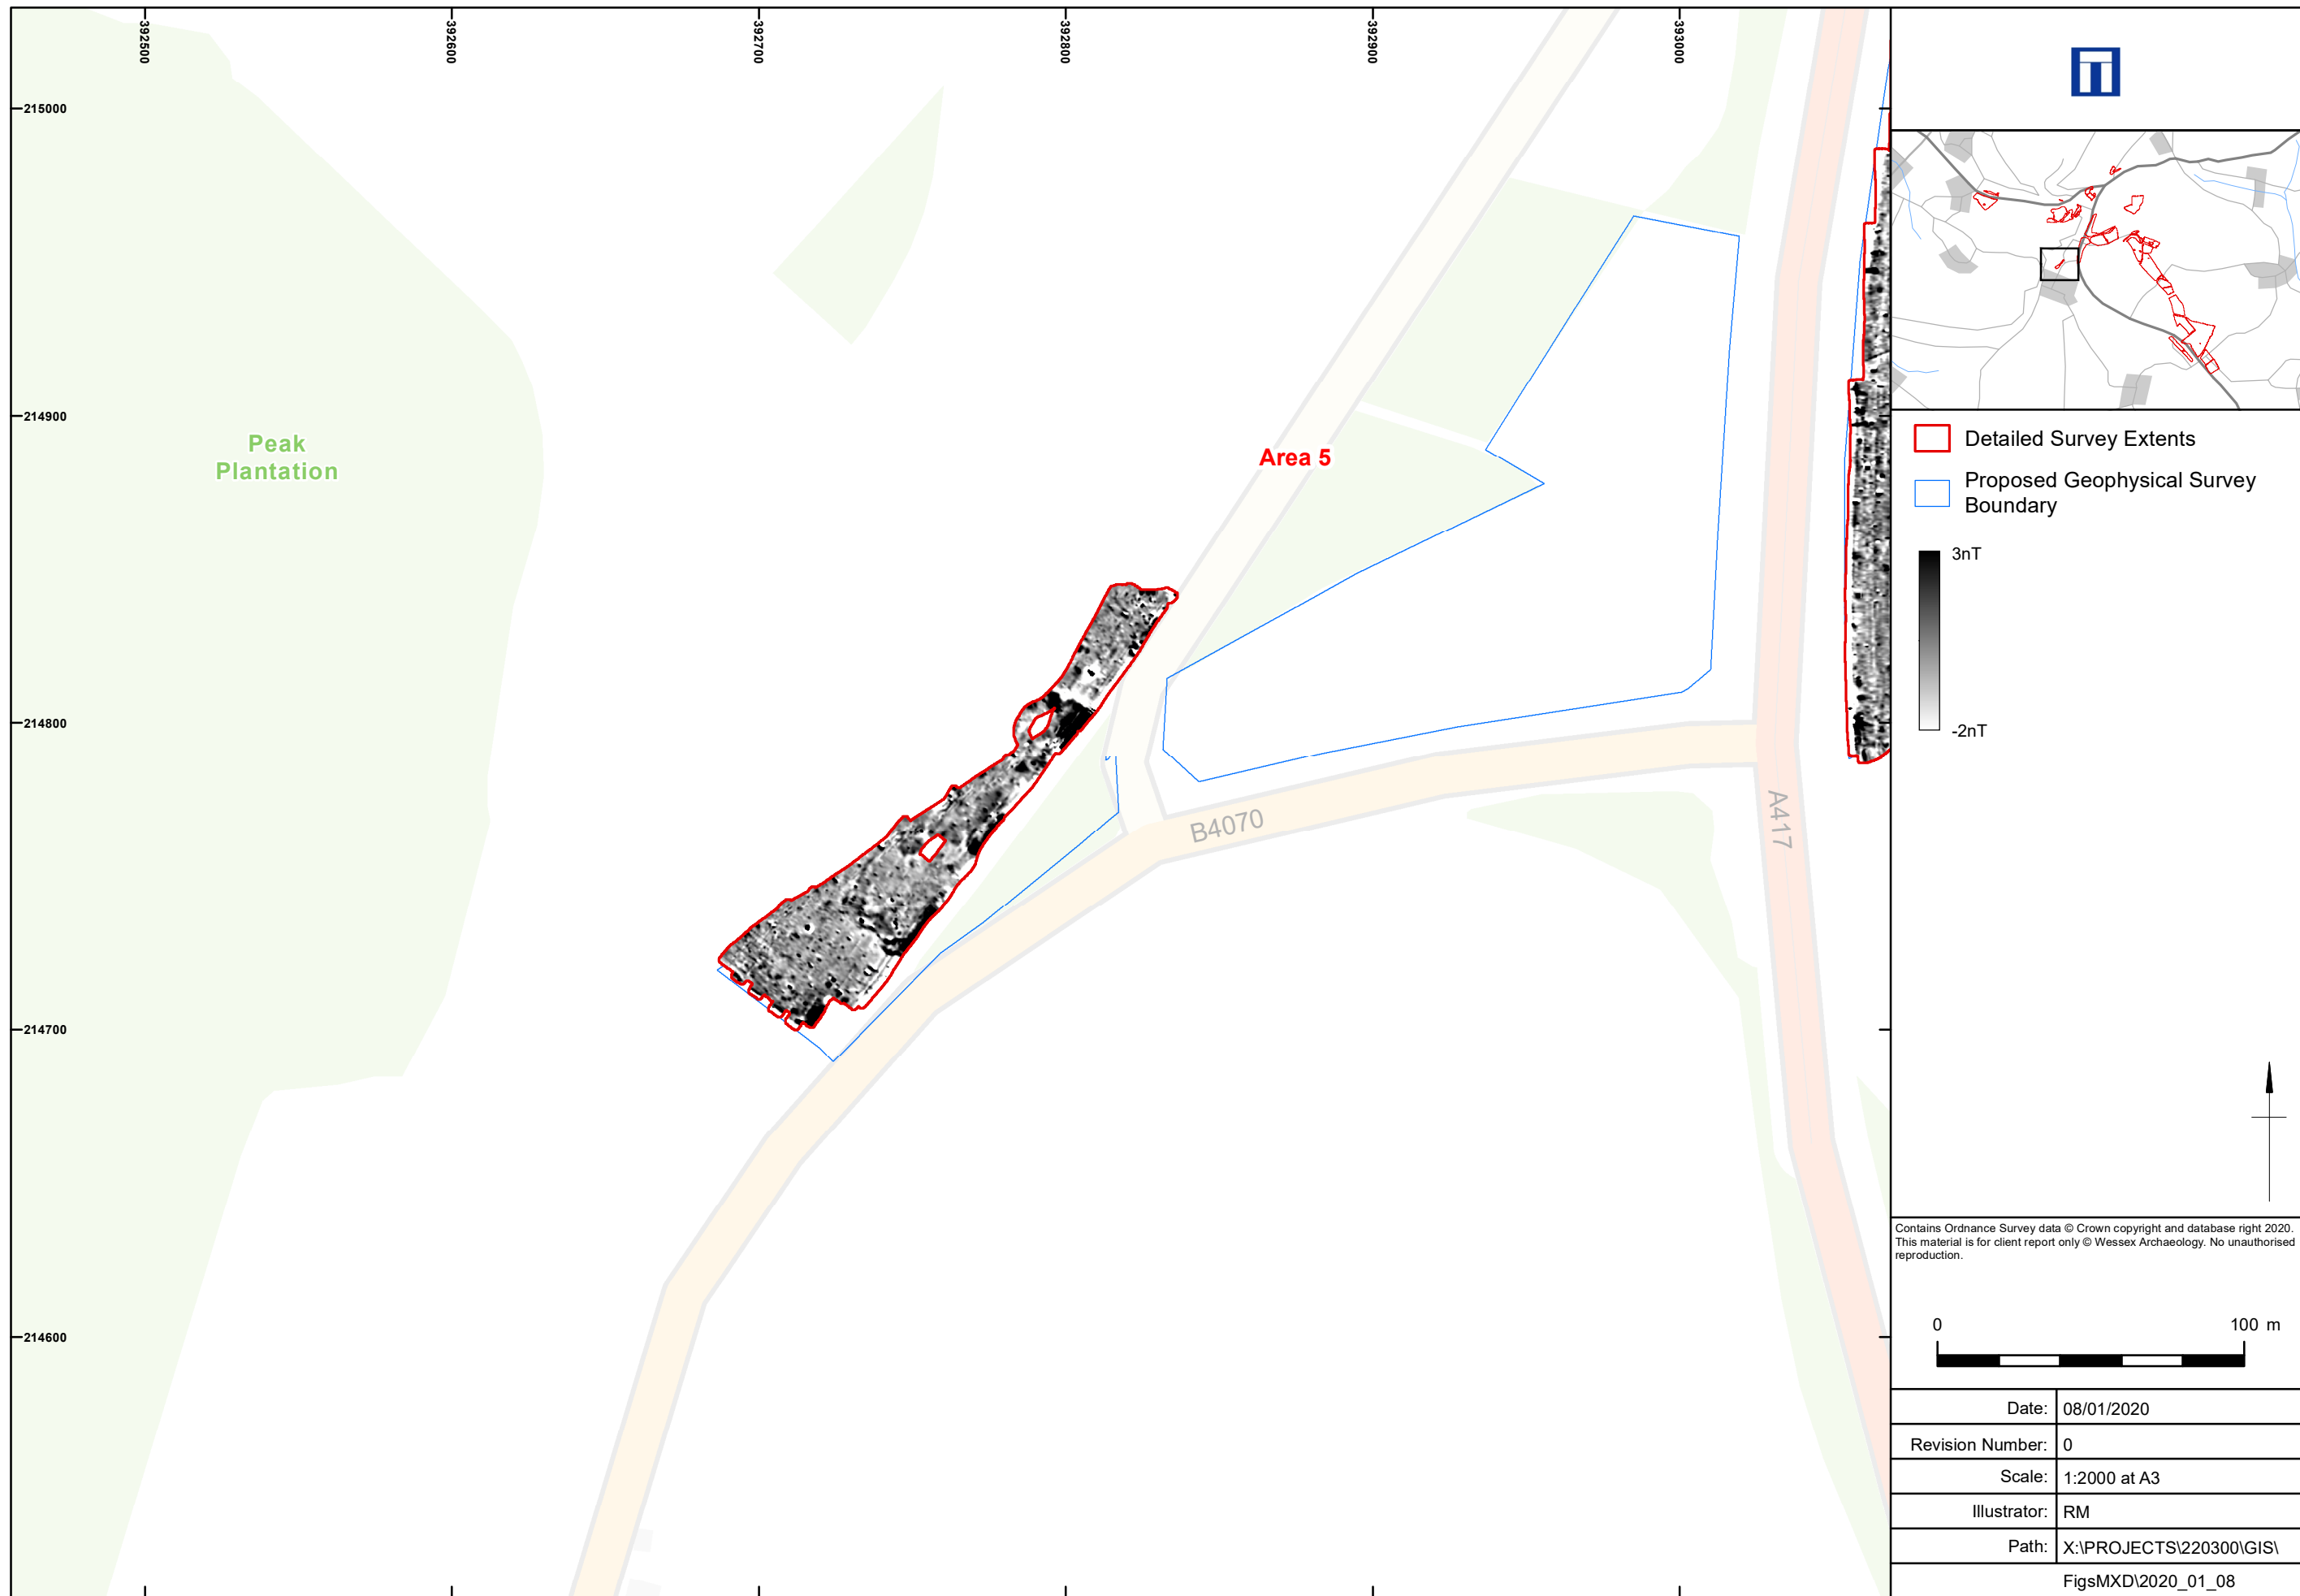 392500
392600
392700
392800
392900
393000
215000
214900
214800
214700
214600
Peak
Plantation
Area 5
B4070
A417
Detailed Survey Extents
Proposed Geophysical Survey
Boundary
3nT
-2nT
Contains Ordnance Survey data © Crown copyright and database right 2020.
This material is for client report only © Wessex Archaeology. No unauthorised
reproduction.
0 100 m
Date: 08/01/2020
Revision Number: 0
Scale: 1:2000 at A3
Illustrator: RM
Path: X:\PROJECTS\220300\GIS\
FigsMXD\2020_01_08